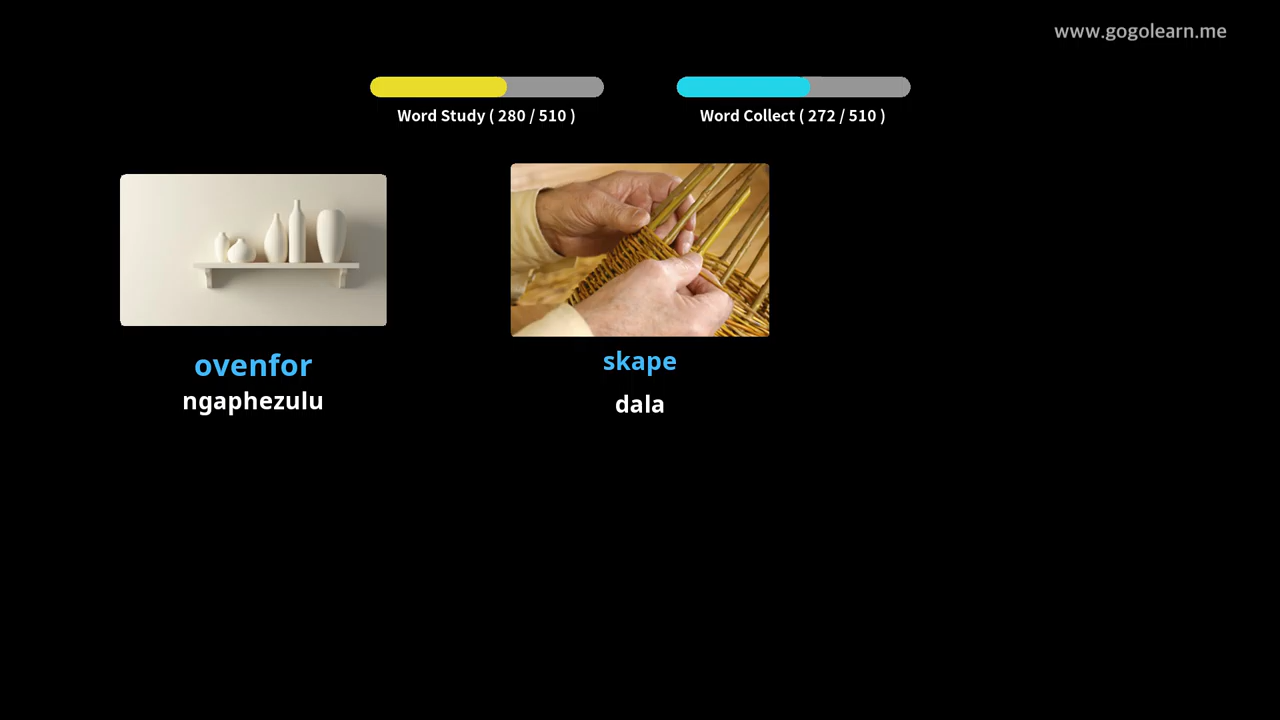 www.gogolearn.me
Word Study ( 280 / 510 )
Word Collect ( 272 / 510 )
ovenfor
ngaphezulu
skape
dala